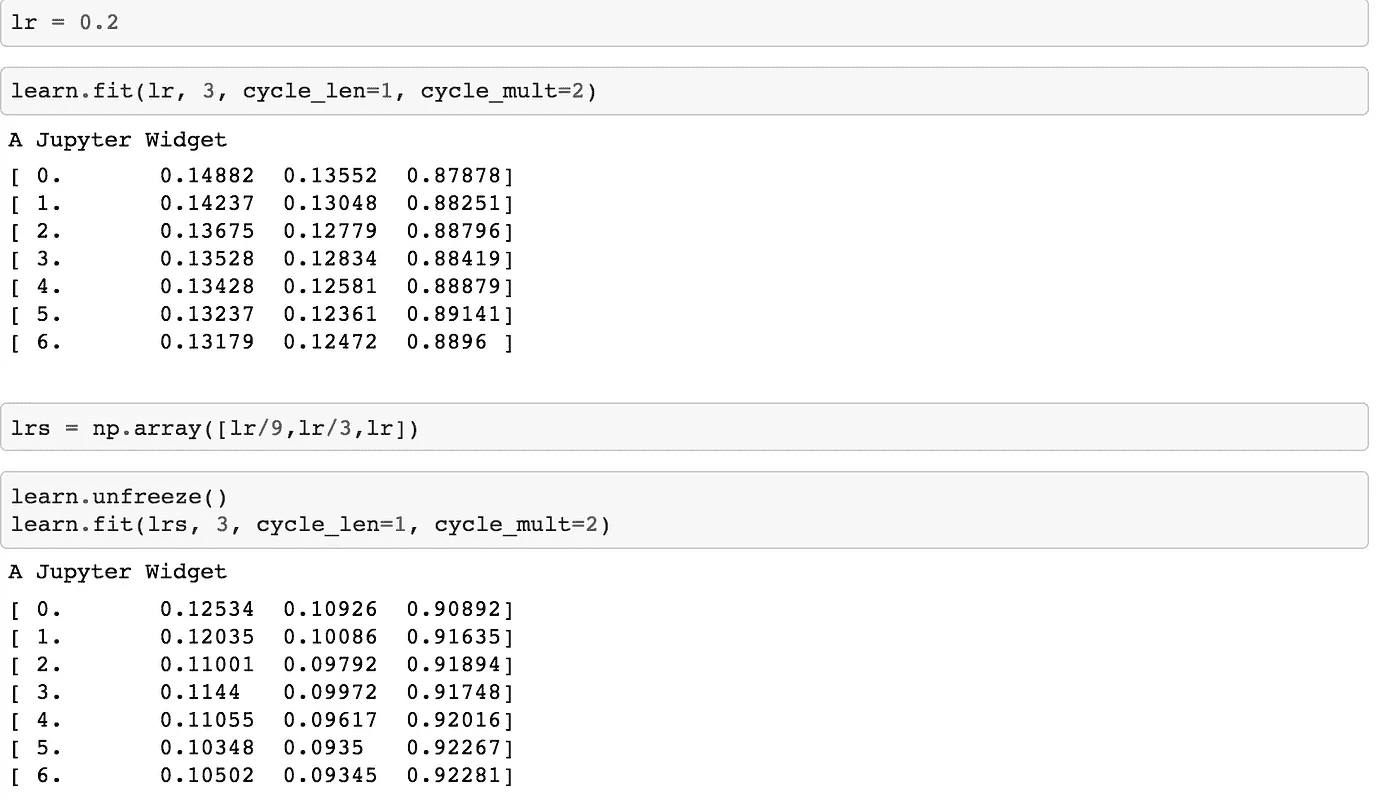 lr = 0.2
learn.fit(lr, 3, cycle_len=1, cycle_mult=2)
A Jupyter Widget
[ 0.       0.14882  0.13552  0.87878]
[ 1.       0.14237  0.13048  0.88251]
[ 2.       0.13675  0.12779  0.88796]
[ 3.       0.13528  0.12834  0.88419]
[ 4.       0.13428  0.12581  0.88879]
[ 5.       0.13237  0.12361  0.89141]
[ 6.       0.13179  0.12472  0.8896 ]
lrs = np.array([lr/9,lr/3,lr])
learn.unfreeze()
learn.fit(lrs, 3, cycle_len=1, cycle_mult=2)
A Jupyter Widget
[ 0.       0.12534  0.10926  0.90892]
[ 1.       0.12035  0.10086  0.91635]
[ 2.       0.11001  0.09792  0.91894]
[ 3.       0.1144   0.09972  0.91748]
[ 4.       0.11055  0.09617  0.92016]
[ 5.       0.10348  0.0935   0.92267]
[ 6.       0.10502  0.09345  0.92281]